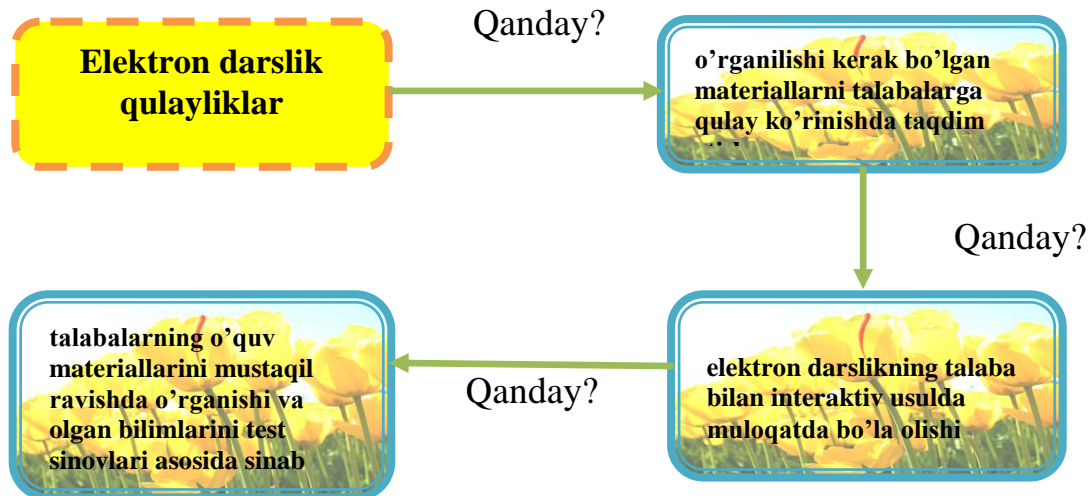 Elektron darslik
qulayliklar
Qanday?
o’rganilishi kerak bo’lgan
materiallarni talabalarga
qulay ko’rinishda taqdim
Qanday?
elektron darslikning talaba
bilan interaktiv usulda
muloqatda bo’la olishi
Qanday?
talabalarning o’quv
materiallarini mustaqil
ravishda o’rganishi va
olgan bilimlarini test
sinovlari asosida sinab